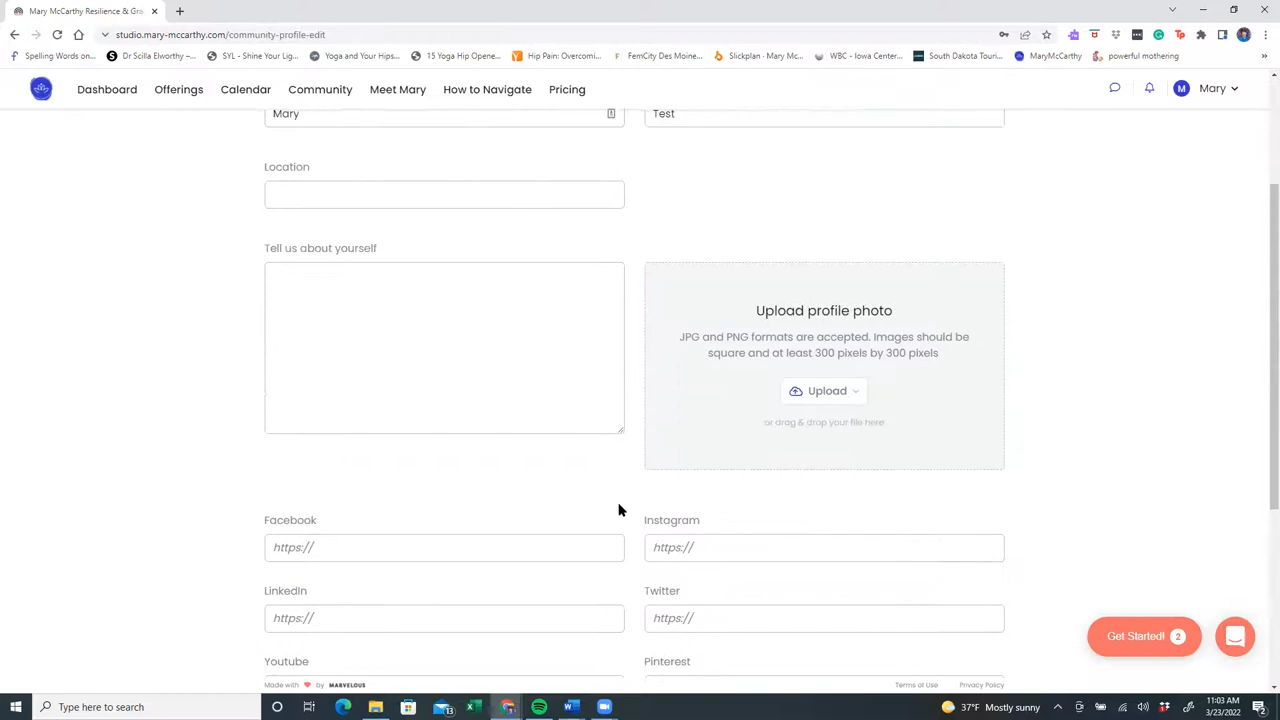 Mary McCarthy Resilience & Gra
studio.mary-mccarthy.com/community-profile-edit
Spelling Words on... Dr Scilla Elworthy -... SYL - Shine Your Lig... Yoga and Yant Hips... 15 Yoga Hip Opene... Hip Pain: Overcomi... FemCity Des Moine... Slickplan - Mary Mc... WBC - Iowa Center... South Dakota Touri... MaryMcCarthy powerful mothering »
Dashboard Offerings Calendar Community Meet Mary How to Navigate Pricing M Mary
Mary Test
Location
Tell us about yourself
Upload profile photo
JPG and PNG formats are accepted. Images should be
square and at least 300 pixels by 300 pixels
Upload
or drag & drop your file here
Facebook Instagram
https:// https://
LinkedIn Twitter
https:// https://
Get Started! 2
Youtube Pinterest
Made with by MARVELOUS Terms of Use Privacy Policy
Type here to search 37°F Mostly sunny 11:03 AM
3/23/2022